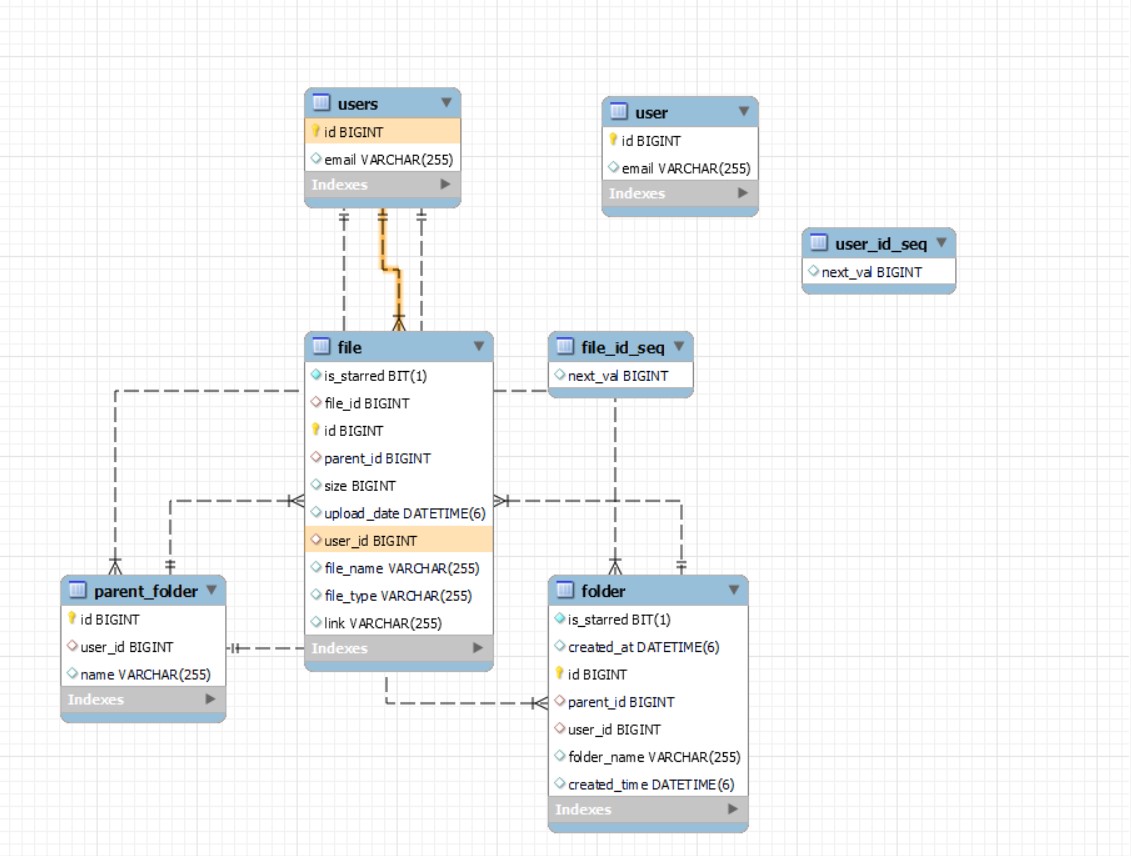 users
id BIGINT
email VARCHAR(255)
Indexes
user
id BIGINT
email VARCHAR(255)
Indexes
user_id_seq
next_val BIGINT
file
is_starred BIT(1)
file_id BIGINT
id BIGINT
parent_id BIGINT
size BIGINT
upload_date DATETIME(6)
user_id BIGINT
file_name VARCHAR(255)
file_type VARCHAR(255)
link VARCHAR(255)
Indexes
file_id_seq
next_val BIGINT
parent_folder
id BIGINT
user_id BIGINT
name VARCHAR(255)
Indexes
folder
is_starred BIT(1)
created_at DATETIME(6)
id BIGINT
parent_id BIGINT
user_id BIGINT
folder_name VARCHAR(255)
created_time DATETIME(6)
Indexes